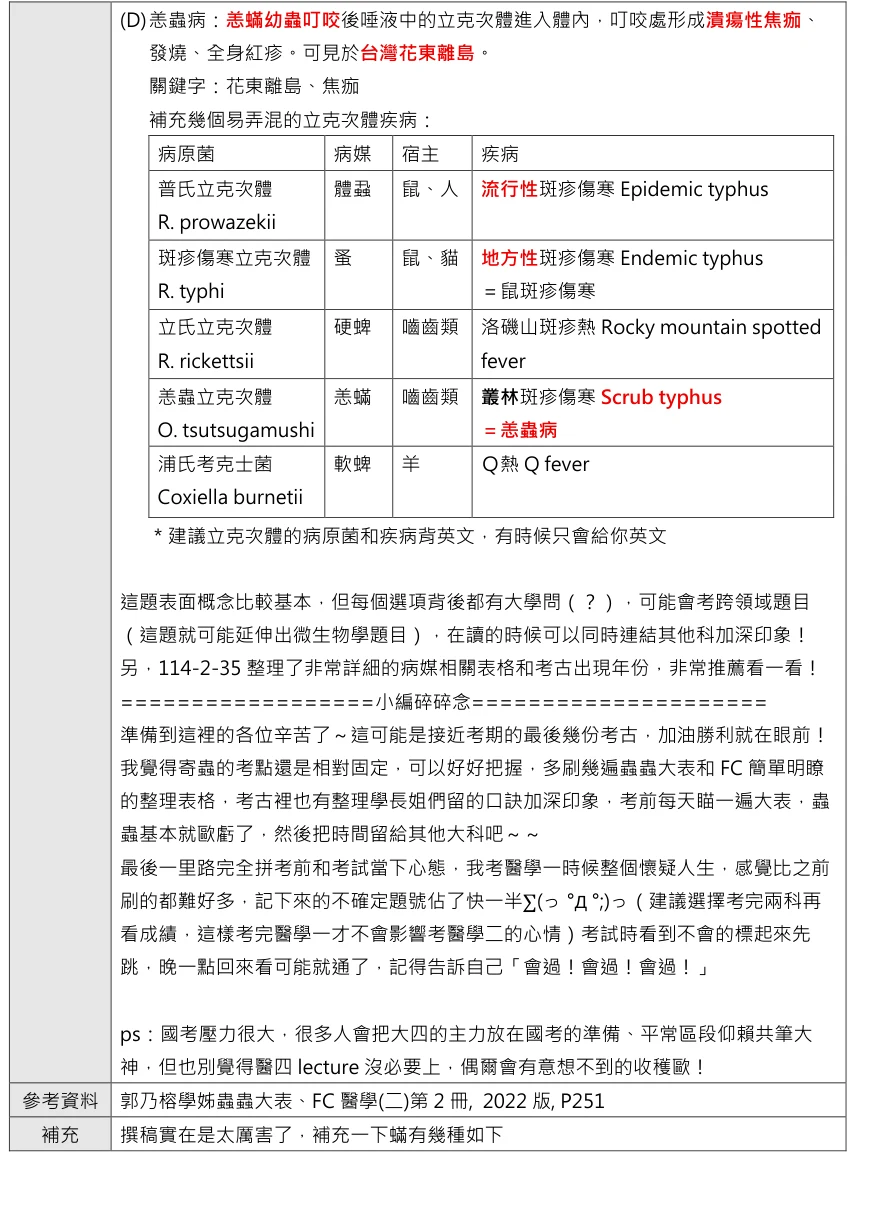 (D)恙蟲病：恙蟎幼蟲叮咬後唾液中的立克次體進入體內，叮咬處形成潰瘍性焦痂、
發燒、全身紅疹。可見於台灣花東離島。
關鍵字：花東離島、焦痂
補充幾個易弄混的立克次體疾病：
病原菌 病媒 宿主 疾病
普氏立克次體 體蝨 鼠、人 流行性斑疹傷寒 Epidemic typhus
R. prowazekii
斑疹傷寒立克次體 蚤 鼠、貓 地方性斑疹傷寒 Endemic typhus
R. typhi ＝鼠斑疹傷寒
立氏立克次體 硬蜱 嚙齒類 洛磯山斑疹熱 Rocky mountain spotted
R. rickettsii fever
恙蟲立克次體 恙蟎 嚙齒類 叢林斑疹傷寒 Scrub typhus
O. tsutsugamushi ＝恙蟲病
浦氏考克士菌 軟蜱 羊 Ｑ熱 Q fever
Coxiella burnetii
＊建議立克次體的病原菌和疾病背英文，有時候只會給你英文
這題表面概念比較基本，但每個選項背後都有大學問（？），可能會考跨領域題目
（這題就可能延伸出微生物學題目），在讀的時候可以同時連結其他科加深印象！
另，114-2-35 整理了非常詳細的病媒相關表格和考古出現年份，非常推薦看一看！
==================小編碎碎念=====================
準備到這裡的各位辛苦了～這可能是接近考期的最後幾份考古，加油勝利就在眼前！
我覺得寄蟲的考點還是相對固定，可以好好把握，多刷幾遍蟲蟲大表和 FC 簡單明瞭
的整理表格，考古裡也有整理學長姐們留的口訣加深印象，考前每天瞄一遍大表，蟲
蟲基本就歐虧了，然後把時間留給其他大科吧～～
最後一里路完全拼考前和考試當下心態，我考醫學一時候整個懷疑人生，感覺比之前
刷的都難好多，記下來的不確定題號佔了快一半∑(っ °Д °;)っ（建議選擇考完兩科再
看成績，這樣考完醫學一才不會影響考醫學二的心情）考試時看到不會的標起來先
跳，晚一點回來看可能就通了，記得告訴自己「會過！會過！會過！」
ps：國考壓力很大，很多人會把大四的主力放在國考的準備、平常區段仰賴共筆大
神，但也別覺得醫四 lecture 沒必要上，偶爾會有意想不到的收穫歐！
參考資料 郭乃榕學姊蟲蟲大表、FC 醫學(二)第 2 冊, 2022 版, P251
補充 撰稿實在是太厲害了，補充一下蟎有幾種如下